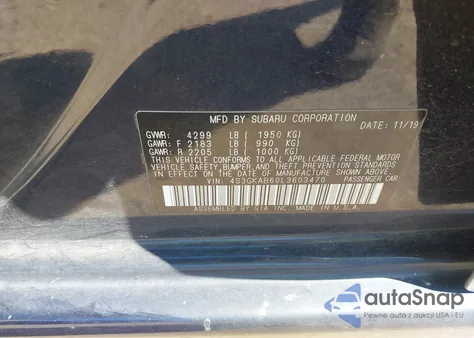 MFD BY SUBARU CORPORATION
DATE: 11/19
GVWR: 4299 LB ( 1950 KG)
GAWR: F 2183 LB ( 990 KG)
GAWR: R 2205 LB ( 1000 KG)
THIS VEHICLE CONFORMS TO ALL APPLICABLE FEDERAL MOTOR
VEHICLE SAFETY, BUMPER, AND THEFT PREVENTION STANDARDS
IN EFFECT ON THE DATE OF MANUFACTURE SHOWN ABOVE.
VIN: 4S3GKAB60L3603470 PASSENGER CAR
ASSEMBLED BY SIA INC. MADE IN U.S.A.
autoSnap
Pewne auta z aukcji USA i EU